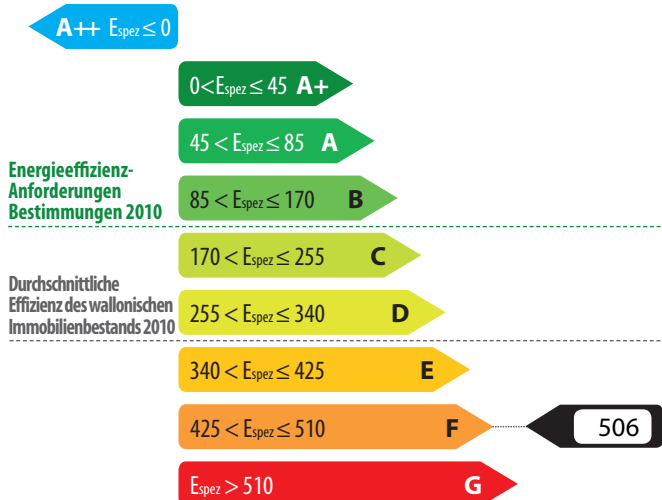 A++ Espez ≤ 0
0<Espez ≤ 45 A+
45 < Espez ≤ 85 A
Energieeffizienz-
Anforderungen
Bestimmungen 2010
85 < Espez ≤ 170 B
170 < Espez ≤ 255 C
Durchschnittliche
Effizienz des wallonischen
Immobilienbestands 2010
255 < Espez ≤ 340 D
340 < Espez ≤ 425 E
425 < Espez ≤ 510 F
506
Espez > 510 G